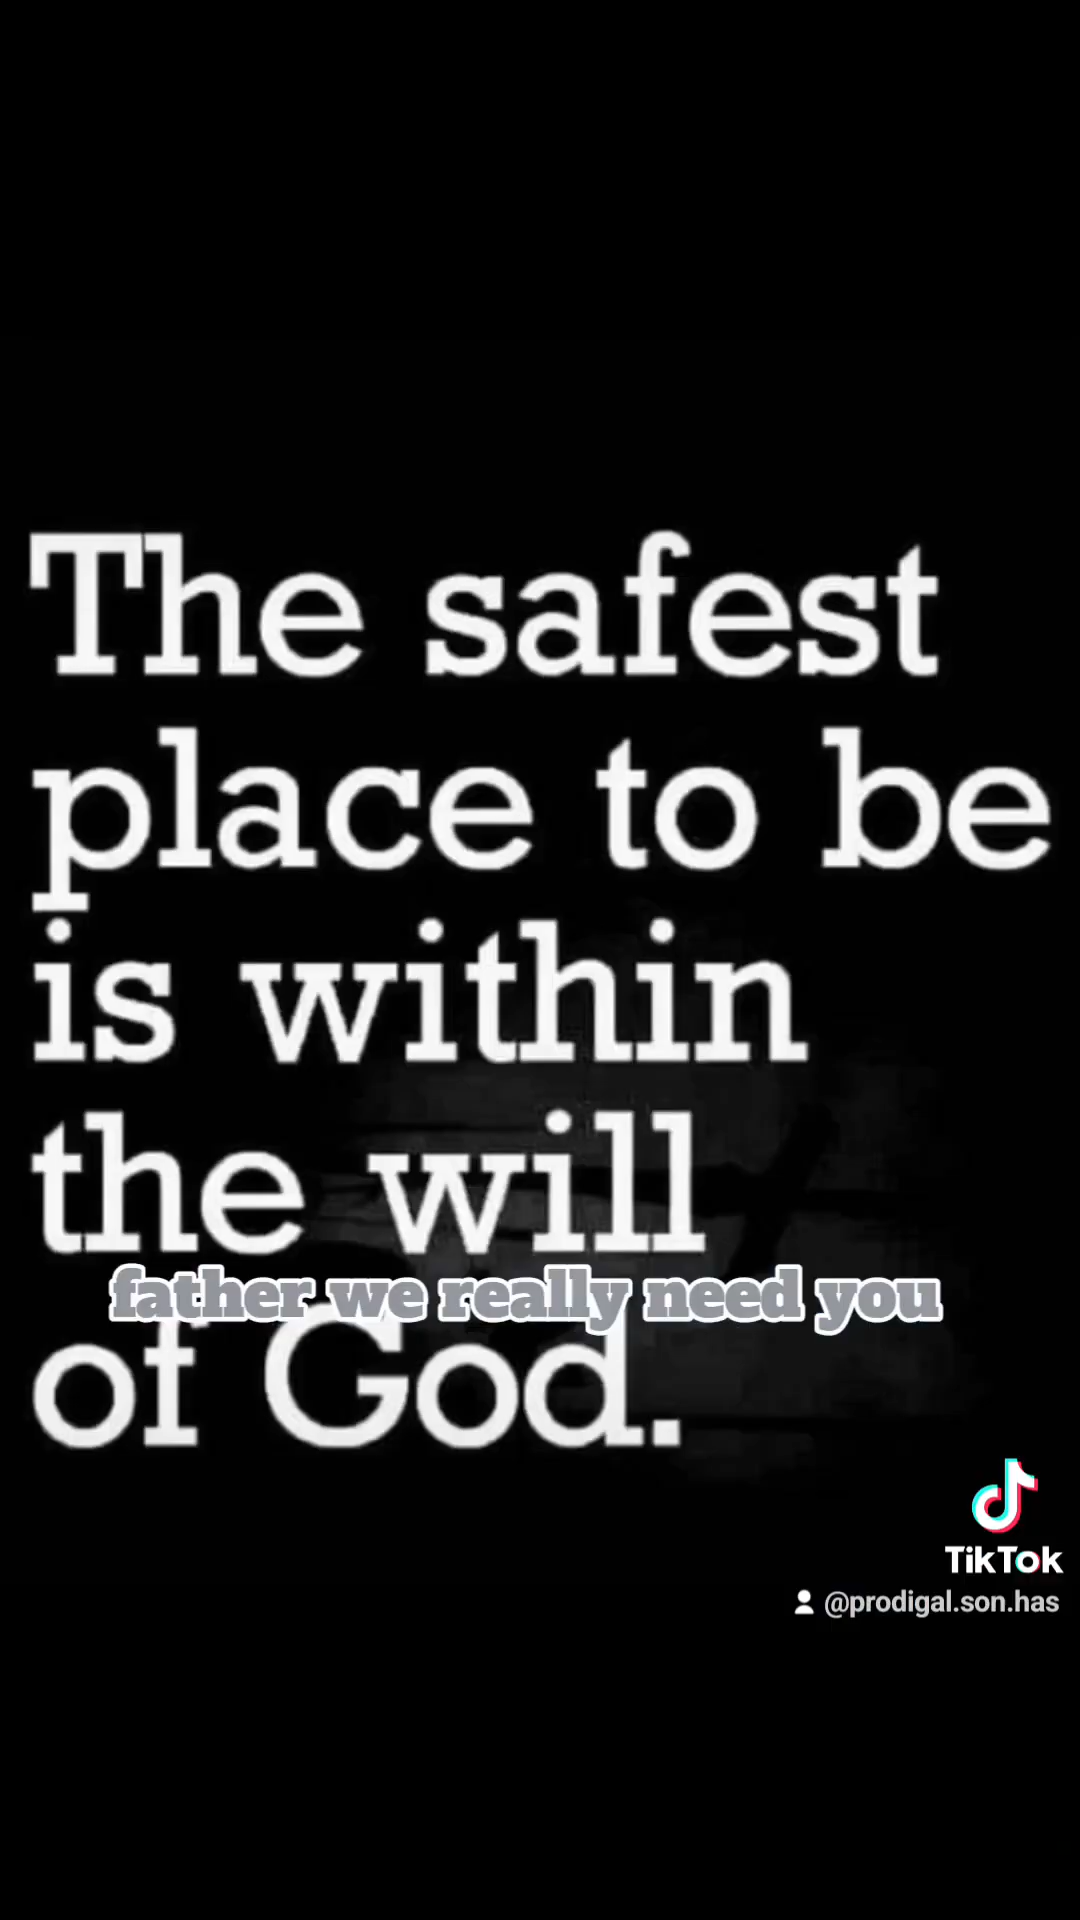 The safest
place to be
is within
the will
father we really need you
of God.
TikTok
@prodigal.son.has